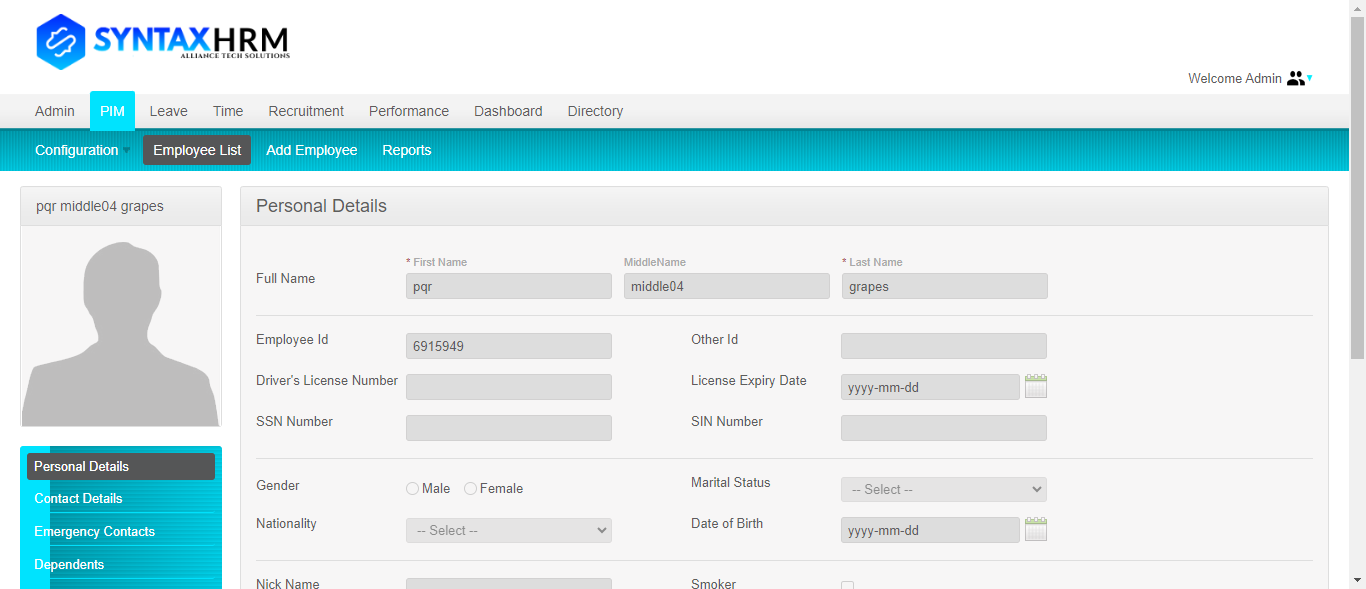 SYNTAXHRM
ALLIANCE TECH SOLUTIONS
Welcome Admin
Admin PIM Leave Time Recruitment Performance Dashboard Directory
Configuration Employee List Add Employee Reports
pqr middle04 grapes
Personal Details
* First Name MiddleName * Last Name
Full Name pqr middle04 grapes
Employee Id 6915949 Other Id
Driver's License Number License Expiry Date yyyy-mm-dd
SSN Number SIN Number
Gender Male Female Marital Status -- Select --
Nationality -- Select -- Date of Birth yyyy-mm-dd
Nick Name Smoker
Personal Details
Contact Details
Emergency Contacts
Dependents